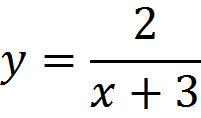 y = 2/(x + 3)